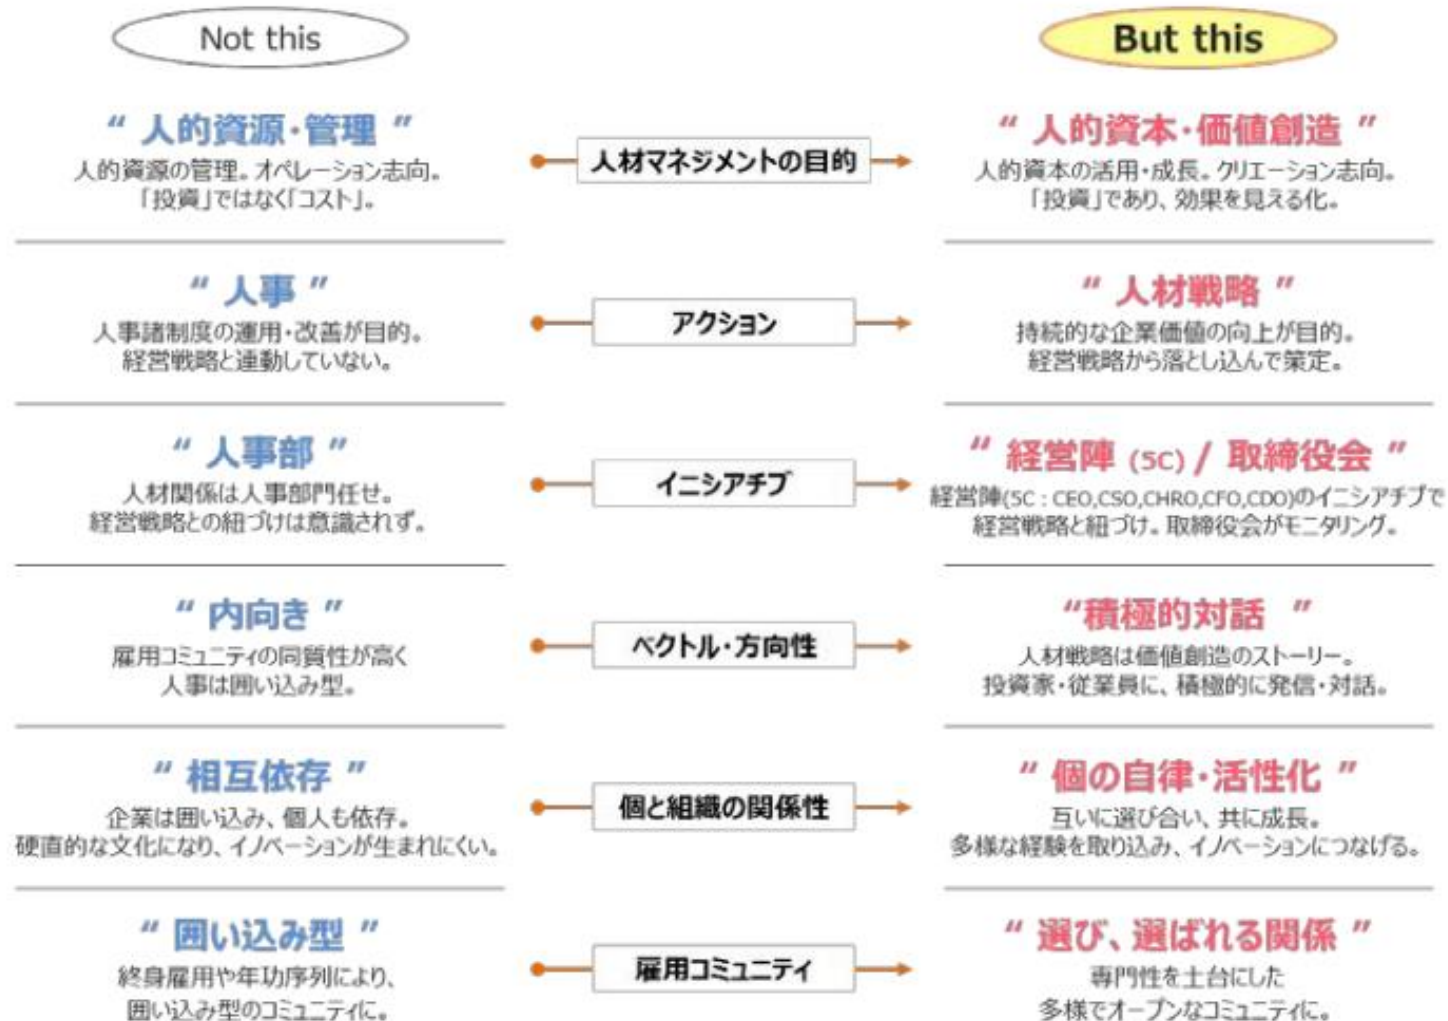 Not this
But this
“ 人的資源・管理 ”
人的資源の管理。オペレーション志向。
「投資」ではなく「コスト」。
人材マネジメントの目的
“ 人的資本・価値創造 ”
人的資本の活用・成長。クリエーション志向。
「投資」であり、効果を見える化。
“ 人事 ”
人事諸制度の運用・改善が目的。
経営戦略と連動していない。
アクション
“ 人材戦略 ”
持続的な企業価値の向上が目的。
経営戦略から落とし込んで策定。
“ 人事部 ”
人材関係は人事部門任せ。
経営戦略との紐づけは意識されず。
イニシアチブ
“ 経営陣 (5C) / 取締役会 ”
経営陣(5C : CEO,CSO,CHRO,CFO,CDO)のイニシアチブで
経営戦略と紐づけ。取締役会がモニタリング。
“ 内向き ”
雇用コミュニティの同質性が高く
人事は囲い込み型。
ベクトル・方向性
“積極的対話 ”
人材戦略は価値創造のストーリー。
投資家・従業員に、積極的に発信・対話。
“ 相互依存 ”
企業は囲い込み、個人も依存。
硬直的な文化になり、イノベーションが生まれにくい。
個と組織の関係性
“ 個の自律・活性化 ”
互いに選び合い、共に成長。
多様な経験を取り込み、イノベーションにつなげる。
“ 囲い込み型 ”
終身雇用や年功序列により、
囲い込み型のコミュニティに。
雇用コミュニティ
“ 選び、選ばれる関係 ”
専門性を土台にした
多様でオープンなコミュニティに。